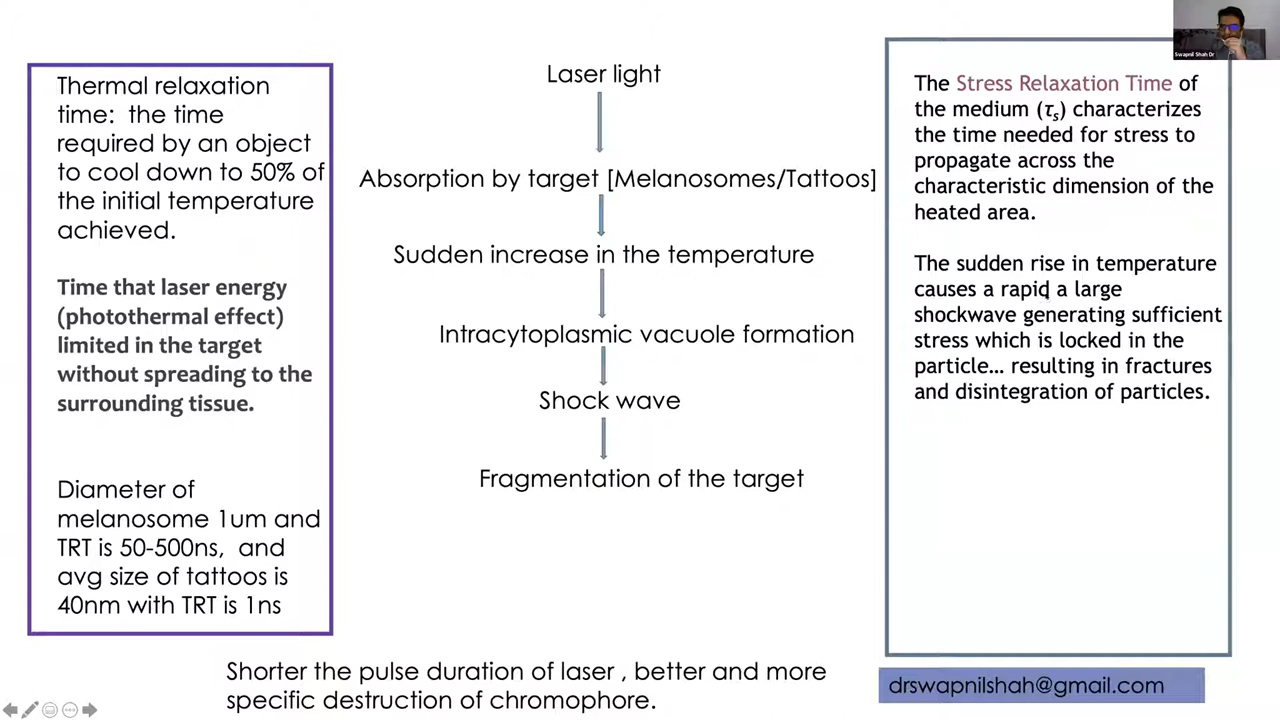 Swapnil Shah Dr
Thermal relaxation
time:  the time
required by an object
to cool down to 50% of
the initial temperature
achieved.
Time that laser energy
(photothermal effect)
limited in the target
without spreading to the
surrounding tissue.
Diameter of
melanosome 1um and
TRT is 50-500ns,  and
avg size of tattoos is
40nm with TRT is 1ns
Laser light
Absorption by target [Melanosomes/Tattoos]
Sudden increase in the temperature
Intracytoplasmic vacuole formation
Shock wave
Fragmentation of the target
The Stress Relaxation Time of
the medium (τs) characterizes
the time needed for stress to
propagate across the
characteristic dimension of the
heated area.
The sudden rise in temperature
causes a rapid a large
shockwave generating sufficient
stress which is locked in the
particle… resulting in fractures
and disintegration of particles.
Shorter the pulse duration of laser , better and more
specific destruction of chromophore.
drswapnilshah@gmail.com